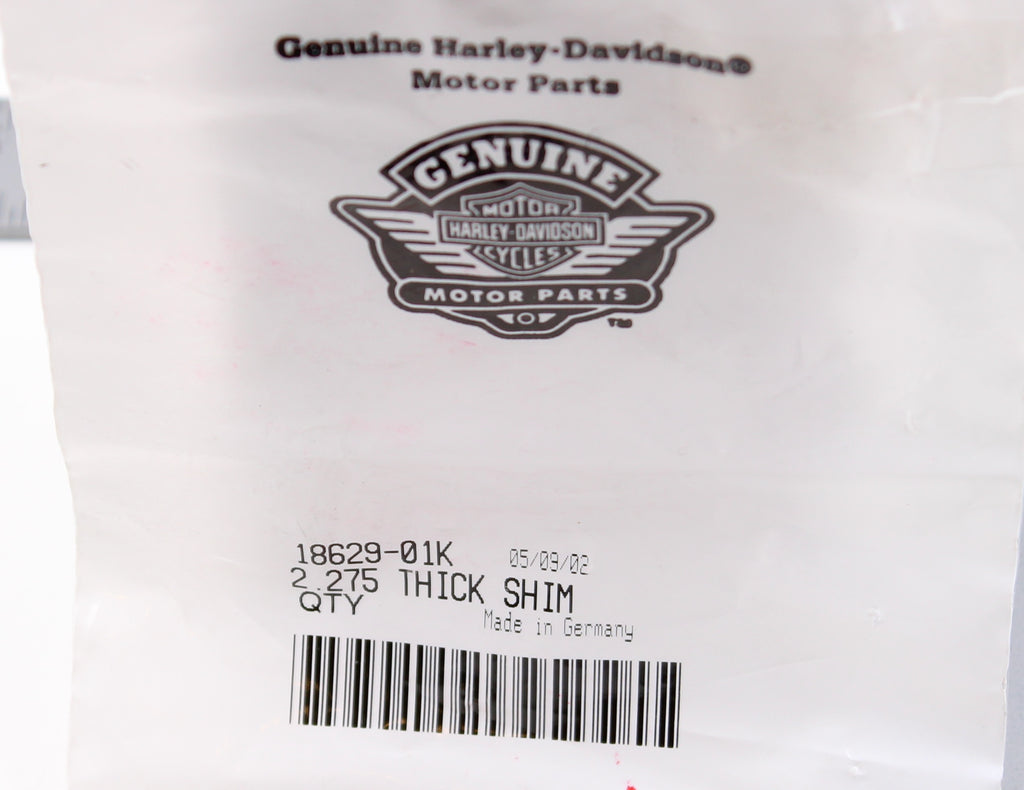 Genuine Harley-Davidson®
Motor Parts
GENUINE
MOTOR
HARLEY-DAVIDSON
CYCLES
MOTOR PARTS
TM
18629-01K 05/09/02
2.275 THICK SHIM
QTY
Made in Germany